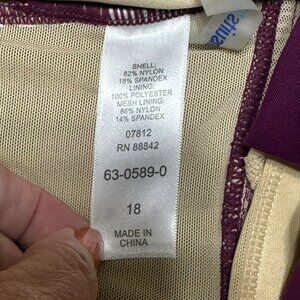 SHELL:
82% NYLON
18% SPANDEX
LINING:
100% POLYESTER
MESH LINING:
86% NYLON
14% SPANDEX
07812
RN 88842
63-0589-0
18
MADE IN
CHINA